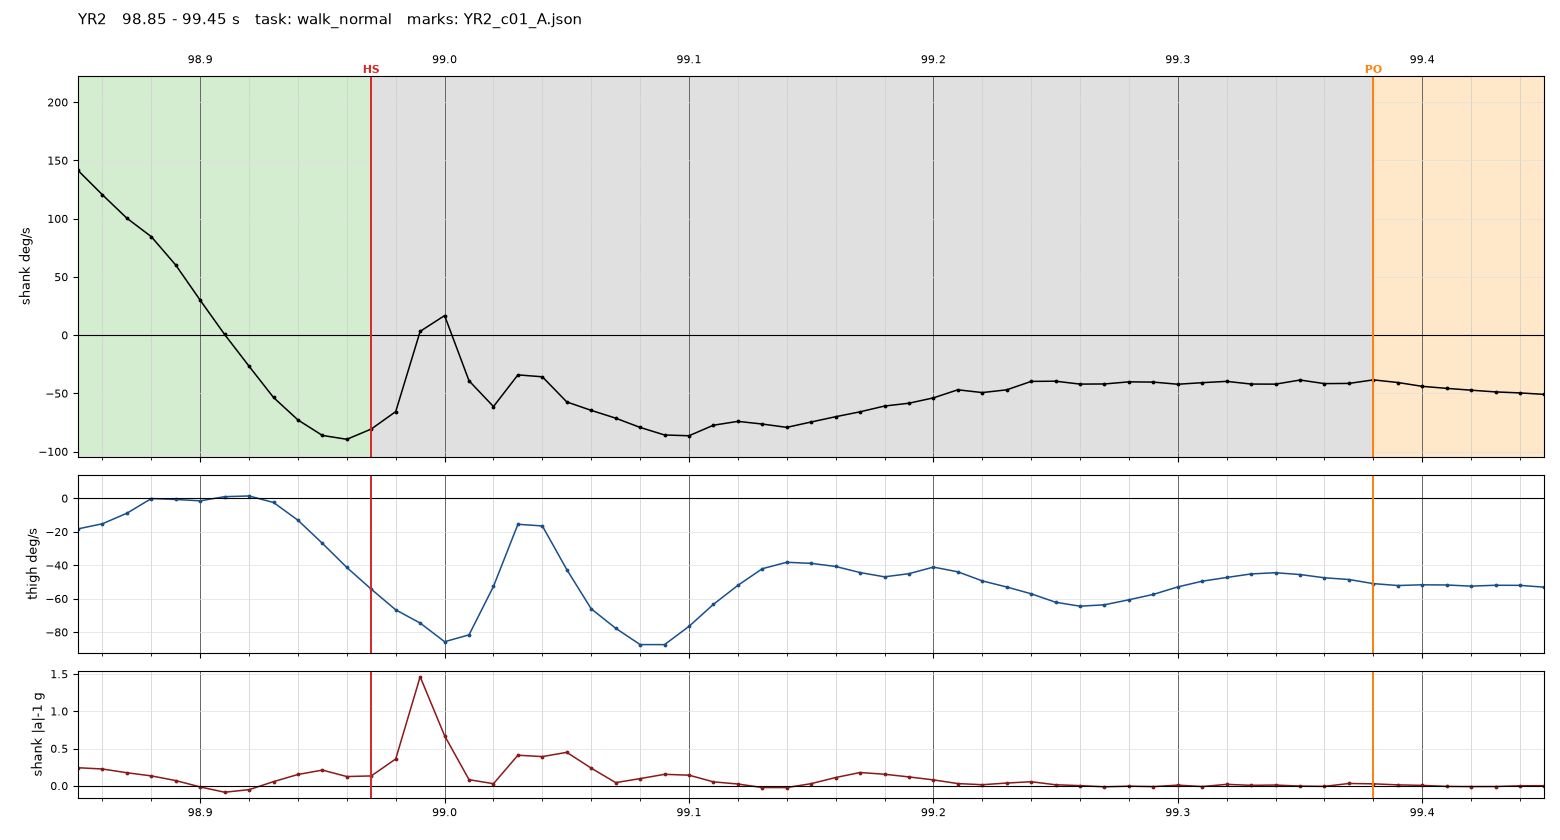 YR2   98.85 - 99.45 s   task: walk_normal   marks: YR2_c01_A.json
98.9 99.0 99.1 99.2 99.3 99.4
HS PO
200
150
100
50
0
−50
−100
shank deg/s
0
−20
−40
−60
−80
thigh deg/s
1.5
1.0
0.5
0.0
shank |a|-1 g
98.9 99.0 99.1 99.2 99.3 99.4